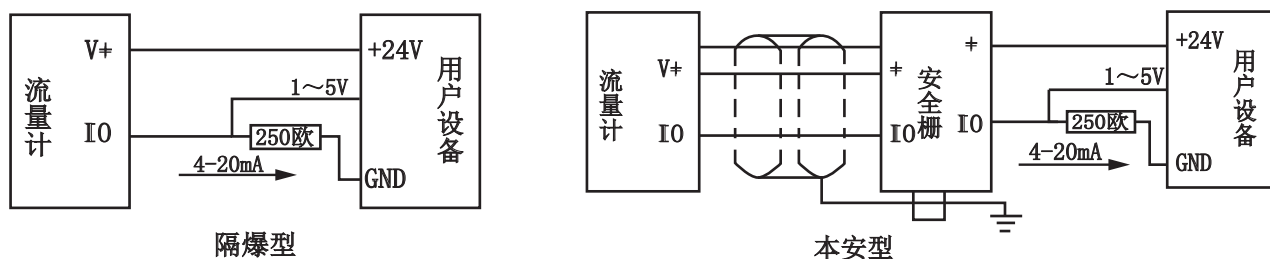 V+
+24V
流量计
1～5V
用户设备
IO
250欧
4-20mA
GND
隔爆型
流量计
V+
IO
+
+
安全栅
IO
IO
+24V
1～5V
用户设备
250欧
4-20mA
GND
本安型